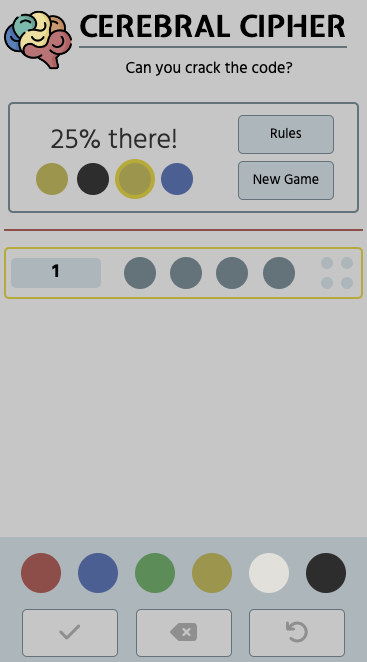 CEREBRAL CIPHER
Can you crack the code?
25% there!
Rules
New Game
1